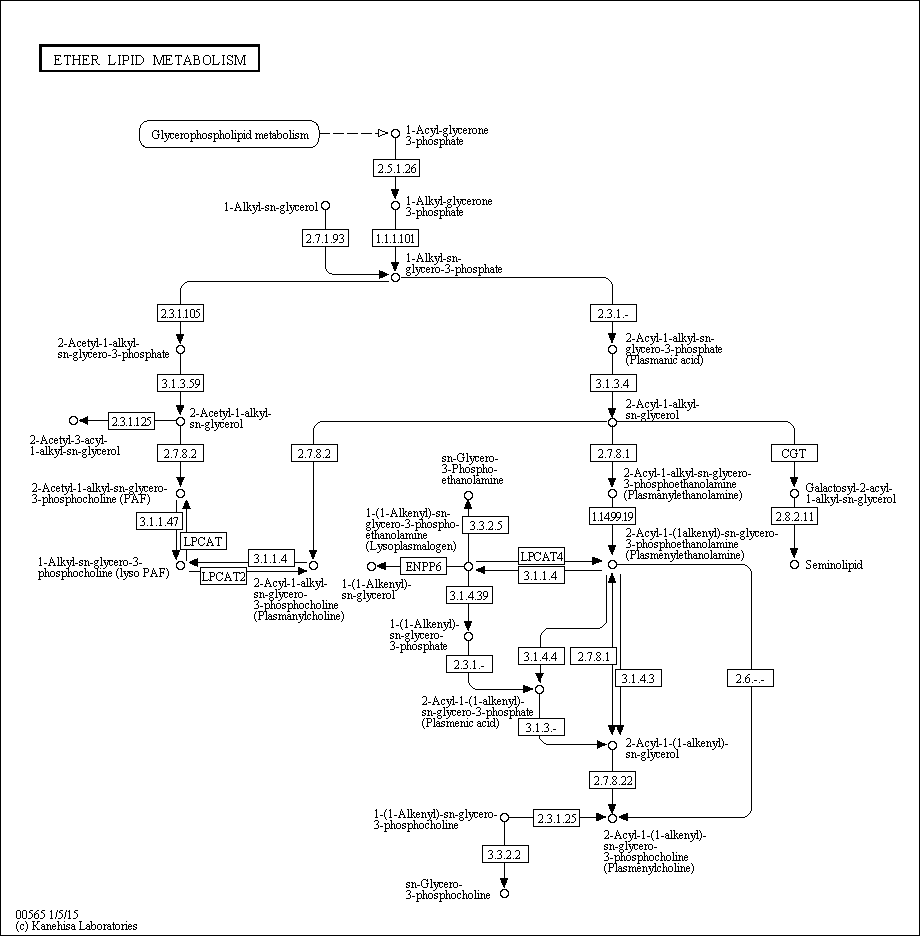 ETHER LIPID METABOLISM
Glycerophospholipid metabolism
1-Acyl-glycerone
3-phosphate
2.5.1.26
1-Alkyl-sn-glycerol
1-Alkyl-glycerone
3-phosphate
2.7.1.93
1.1.1.101
1-Alkyl-sn-
glycero-3-phosphate
2.3.1.105
2.3.1.-
2-Acetyl-1-alkyl-
sn-glycero-3-phosphate
2-Acyl-1-alkyl-sn-
glycero-3-phosphate
(Plasmanic acid)
3.1.3.59
3.1.3.4
2.3.1.125
2-Acetyl-1-alkyl-
sn-glycerol
2-Acyl-1-alkyl-
sn-glycerol
2-Acetyl-3-acyl-
1-alkyl-sn-glycerol
2.7.8.2
2.7.8.2
2.7.8.1
CGT
sn-Glycero-
3-Phospho-
ethanolamine
2-Acetyl-1-alkyl-sn-glycero-
3-phosphocholine (PAF)
2-Acyl-1-alkyl-sn-glycero-
3-phosphoethanolamine
(Plasmanylethanolamine)
Galactosyl-2-acyl-
1-alkyl-sn-glycerol
3.1.1.47
LPCAT
1-(1-Alkenyl)-sn-
glycero-3-phospho-
ethanolamine
(Lysoplasmalogen)
3.3.2.5
1.14.99.19
2.8.2.11
2-Acyl-1-(1alkenyl)-sn-glycero-
3-phosphoethanolamine
(Plasmenylethanolamine)
1-Alkyl-sn-glycero-3-
phosphocholine (lyso PAF)
3.1.1.4
LPCAT2
ENPP6
LPCAT4
3.1.1.4
Seminolipid
2-Acyl-1-alkyl-
sn-glycero-
3-phosphocholine
(Plasmanylcholine)
1-(1-Alkenyl)-
sn-glycerol
3.1.4.39
1-(1-Alkenyl)-
sn-glycero-
3-phosphate
2.3.1.-
3.1.4.4
2.7.8.1
3.1.4.3
2.6.-.-
2-Acyl-1-(1-alkenyl)-
sn-glycero-3-phosphate
(Plasmenic acid)
3.1.3.-
2-Acyl-1-(1-alkenyl)-
sn-glycerol
2.7.8.22
1-(1-Alkenyl)-sn-glycero-
3-phosphocholine
2.3.1.25
2-Acyl-1-(1-alkenyl)-
sn-glycero-
3-phosphocholine
(Plasmenylcholine)
3.3.2.2
sn-Glycero-
3-phosphocholine
00565 1/5/15
(c) Kanehisa Laboratories